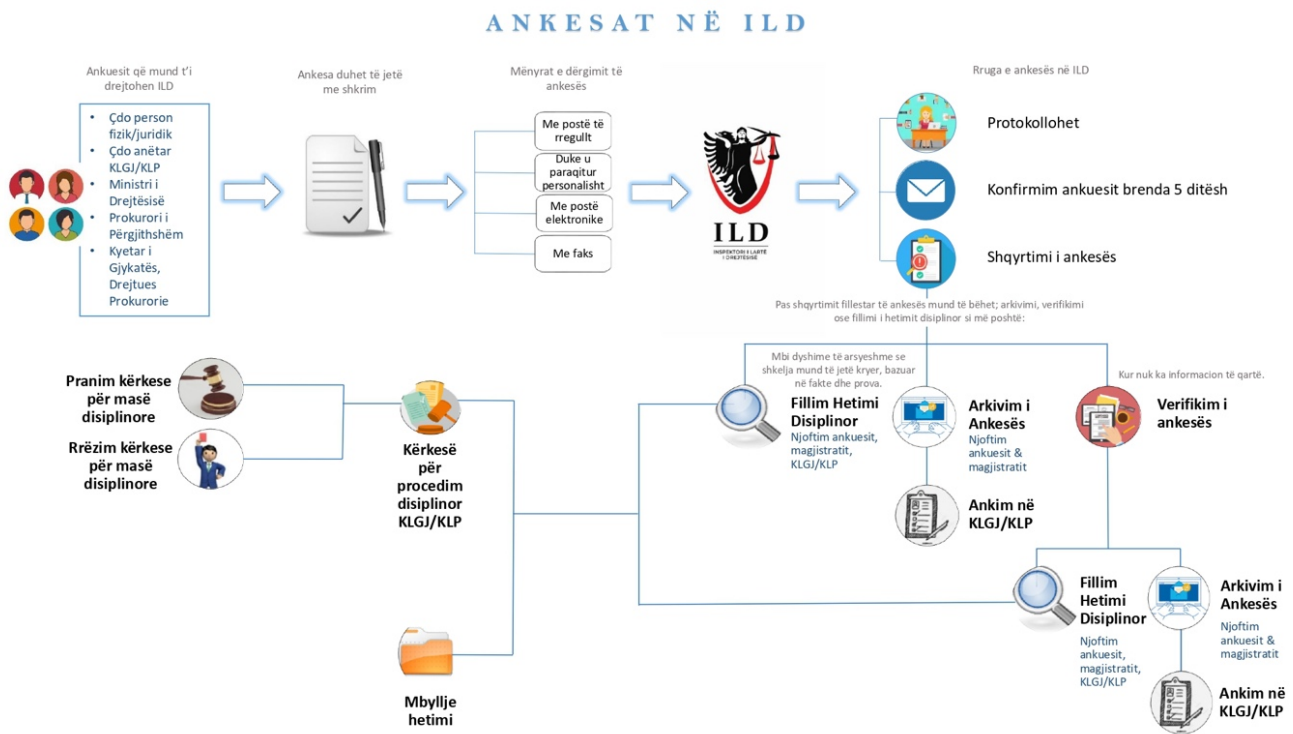 ANKESAT NË ILD
Ankuesit që mund t'i
drejtohen ILD
• Çdo person
fizik/juridik
• Çdo anëtar
KLGJ/KLP
• Ministri i
Drejtësisë
• Prokurori i
Përgjithshëm
• Kyetar i
Gjykatës,
Drejtues
Prokurorie
Ankesa duhet të jetë
me shkrim
Mënyrat e dërgimit të
ankesës
Me postë të
rregullt
Duke u
paraqitur
personalisht
Me postë
elektronike
Me faks
ILD
INSPEKTORI I LARTË
I DREJTËSISË
Rruga e ankesës në ILD
Protokollohet
Konfirmim ankuesit brenda 5 ditësh
Shqyrtimi i ankesës
Pas shqyrtimit fillestar të ankesës mund të bëhet; arkivimi, verifikimi
ose fillimi i hetimit disiplinor si më poshtë:
Mbi dyshime të arsyeshme se
shkelja mund të jetë kryer, bazuar
në fakte dhe prova.
Fillim Hetimi
Disiplinor
Njoftim ankuesit,
magjistratit,
KLGJ/KLP
Arkivim i
Ankesës
Njoftim
ankuesit &
magjistratit
Ankim në
KLGJ/KLP
Kur nuk ka informacion të qartë.
Verifikim i
ankesës
Fillim
Hetimi
Disiplinor
Njoftim
ankuesit,
magjistratit,
KLGJ/KLP
Arkivim i
Ankesës
Njoftim
ankuesit &
magjistratit
Ankim në
KLGJ/KLP
Pranim kërkese
për masë
disiplinore
Rrëzim kërkese
për masë
disiplinore
Kërkesë
për
procedim
disiplinor
KLGJ/KLP
Mbyllje
hetimi